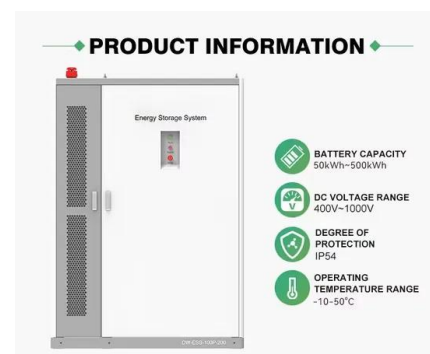 PRODUCT INFORMATION
Energy Storage System
BATTERY CAPACITY
50kWh~500kWh
DC VOLTAGE RANGE
400V~1000V
V
DEGREE OF
PROTECTION
IP54
OPERATING
TEMPERATURE RANGE
-10-50°C